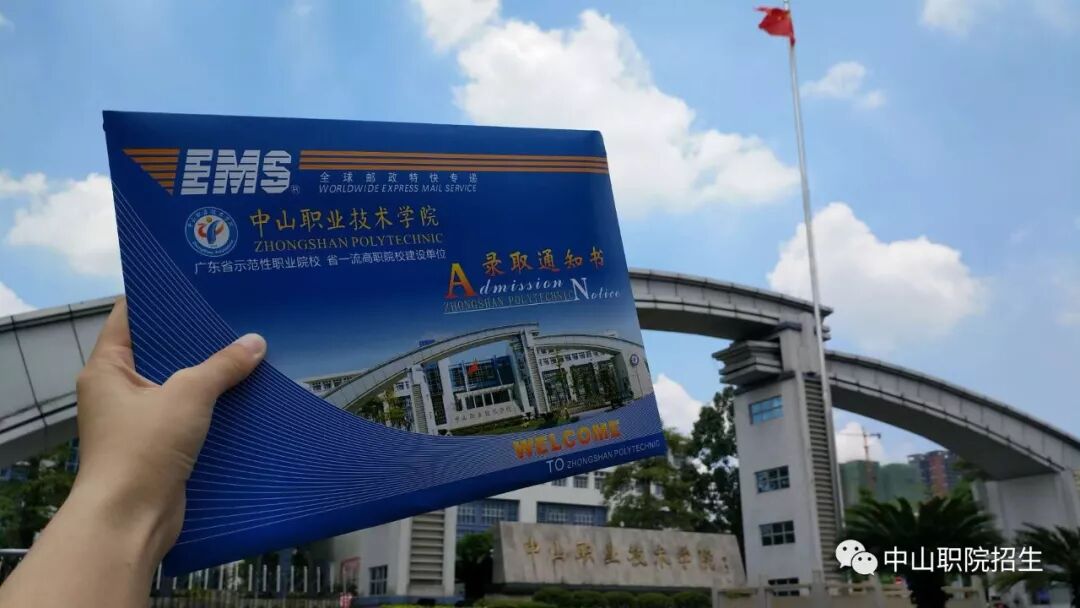 EMS®
全球邮政特快专递
WORLDWIDE EXPRESS MAIL SERVICE
中山职业技术学院
ZHONGSHAN POLYTECHNIC
广东省示范性职业院校 省一流高职院校建设单位
录取通知书
Admission Notice
ZHONGSHAN POLYTECHNIC
WELCOME
TO ZHONGSHAN POLYTECHNIC
中山职业技术学院
中山职院招生